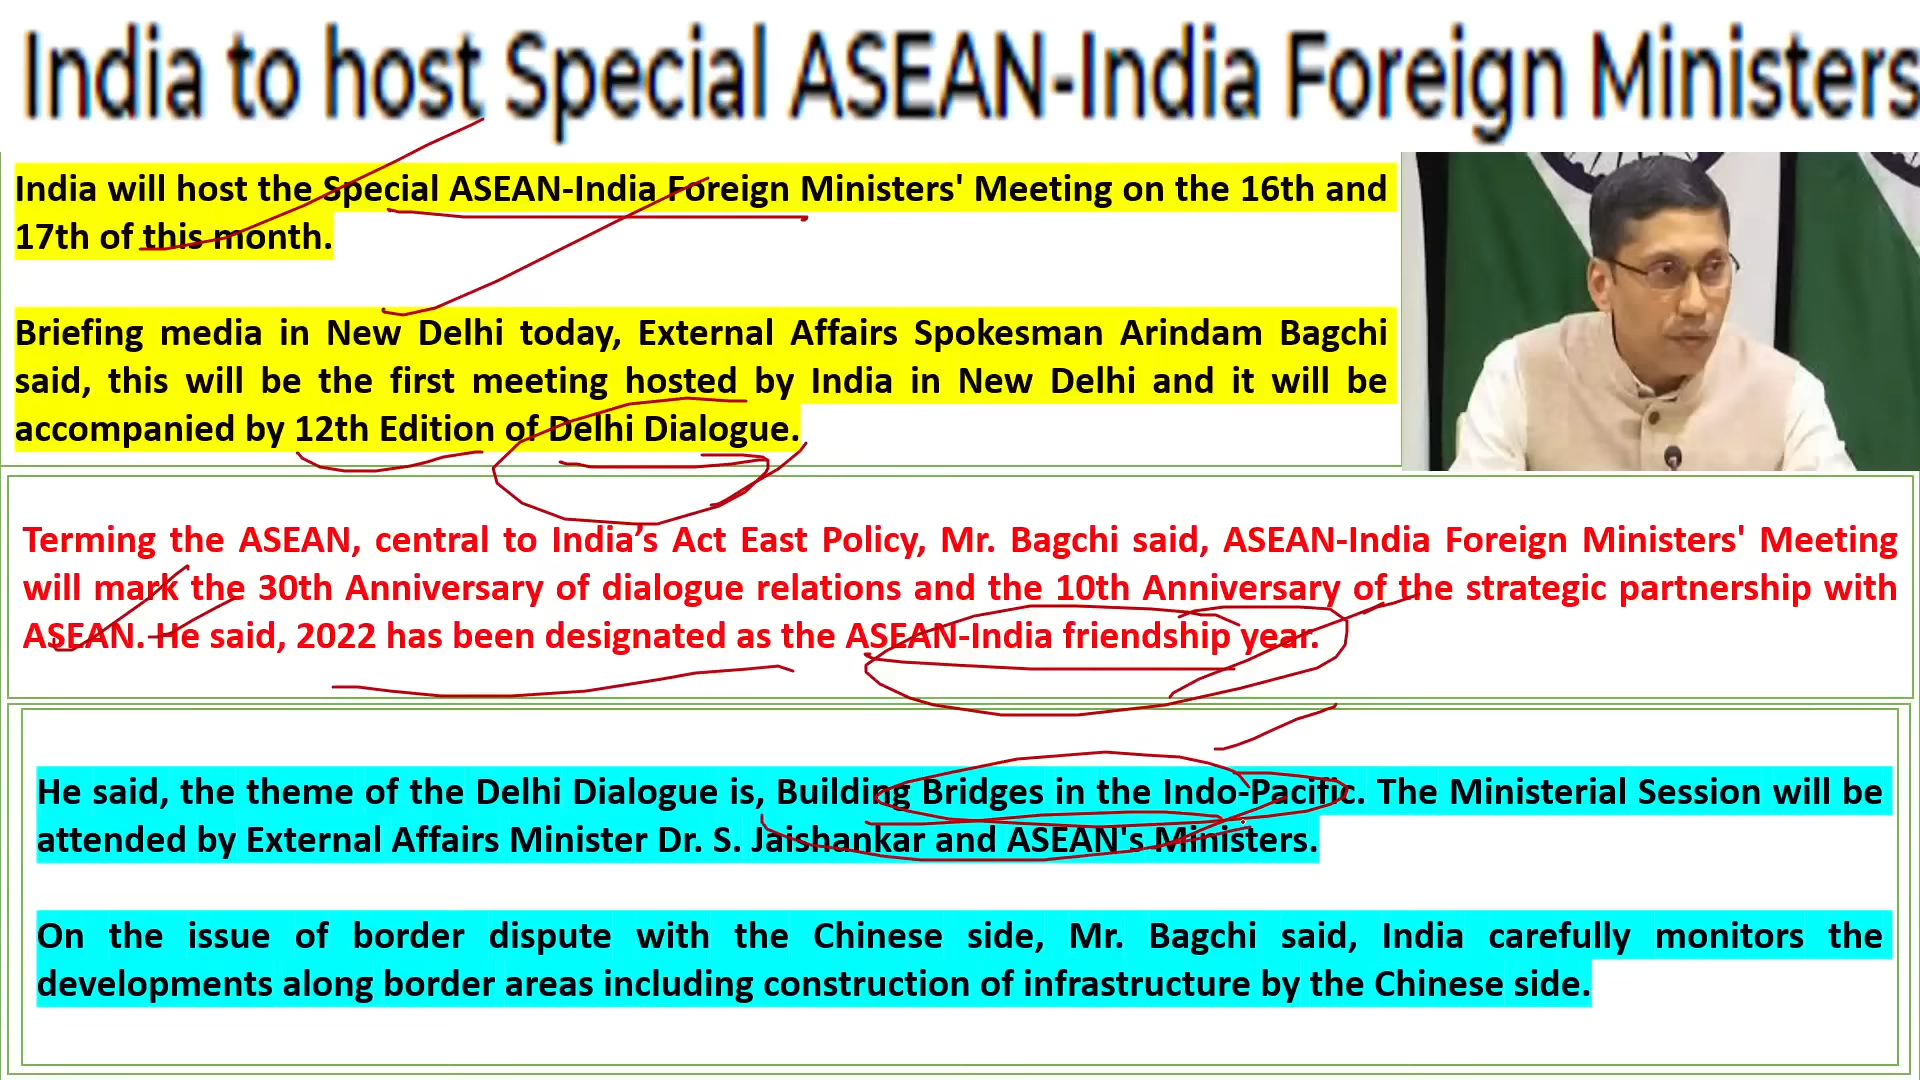 India to host Special ASEAN-India Foreign Ministers
India will host the Special ASEAN-India Foreign Ministers' Meeting on the 16th and
17th of this month.
Briefing media in New Delhi today, External Affairs Spokesman Arindam Bagchi
said, this will be the first meeting hosted by India in New Delhi and it will be
accompanied by 12th Edition of Delhi Dialogue.
Terming the ASEAN, central to India’s Act East Policy, Mr. Bagchi said, ASEAN-India Foreign Ministers' Meeting
will mark the 30th Anniversary of dialogue relations and the 10th Anniversary of the strategic partnership with
ASEAN. He said, 2022 has been designated as the ASEAN-India friendship year.
He said, the theme of the Delhi Dialogue is, Building Bridges in the Indo-Pacific. The Ministerial Session will be
attended by External Affairs Minister Dr. S. Jaishankar and ASEAN's Ministers.
On the issue of border dispute with the Chinese side, Mr. Bagchi said, India carefully monitors the
developments along border areas including construction of infrastructure by the Chinese side.